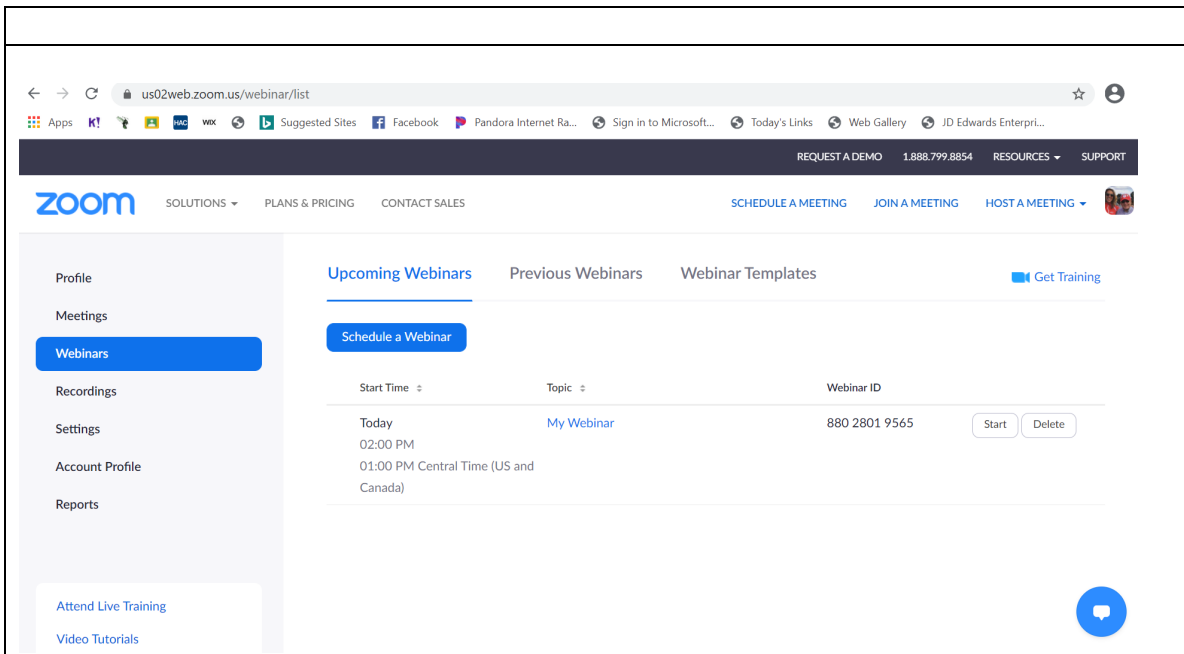 us02web.zoom.us/webinar/list
Apps K! HAC WIX Suggested Sites Facebook Pandora Internet Ra... Sign in to Microsoft... Today's Links Web Gallery JD Edwards Enterpri...
REQUEST A DEMO 1.888.799.8854 RESOURCES SUPPORT
zoom SOLUTIONS PLANS & PRICING CONTACT SALES SCHEDULE A MEETING JOIN A MEETING HOST A MEETING
Profile
Meetings
Webinars
Recordings
Settings
Account Profile
Reports
Attend Live Training
Video Tutorials
Upcoming Webinars Previous Webinars Webinar Templates Get Training
Schedule a Webinar
Start Time Topic Webinar ID
Today My Webinar 880 2801 9565 Start Delete
02:00 PM
01:00 PM Central Time (US and
Canada)